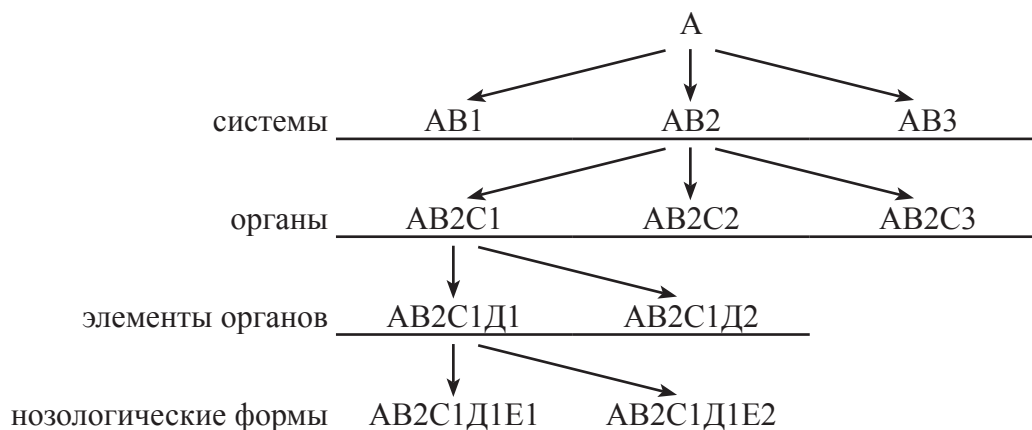 А
системы АВ1 АВ2 АВ3
органы АВ2С1 АВ2С2 АВ2С3
элементы органов АВ2С1Д1 АВ2С1Д2
нозологические формы АВ2С1Д1Е1 АВ2С1Д1Е2